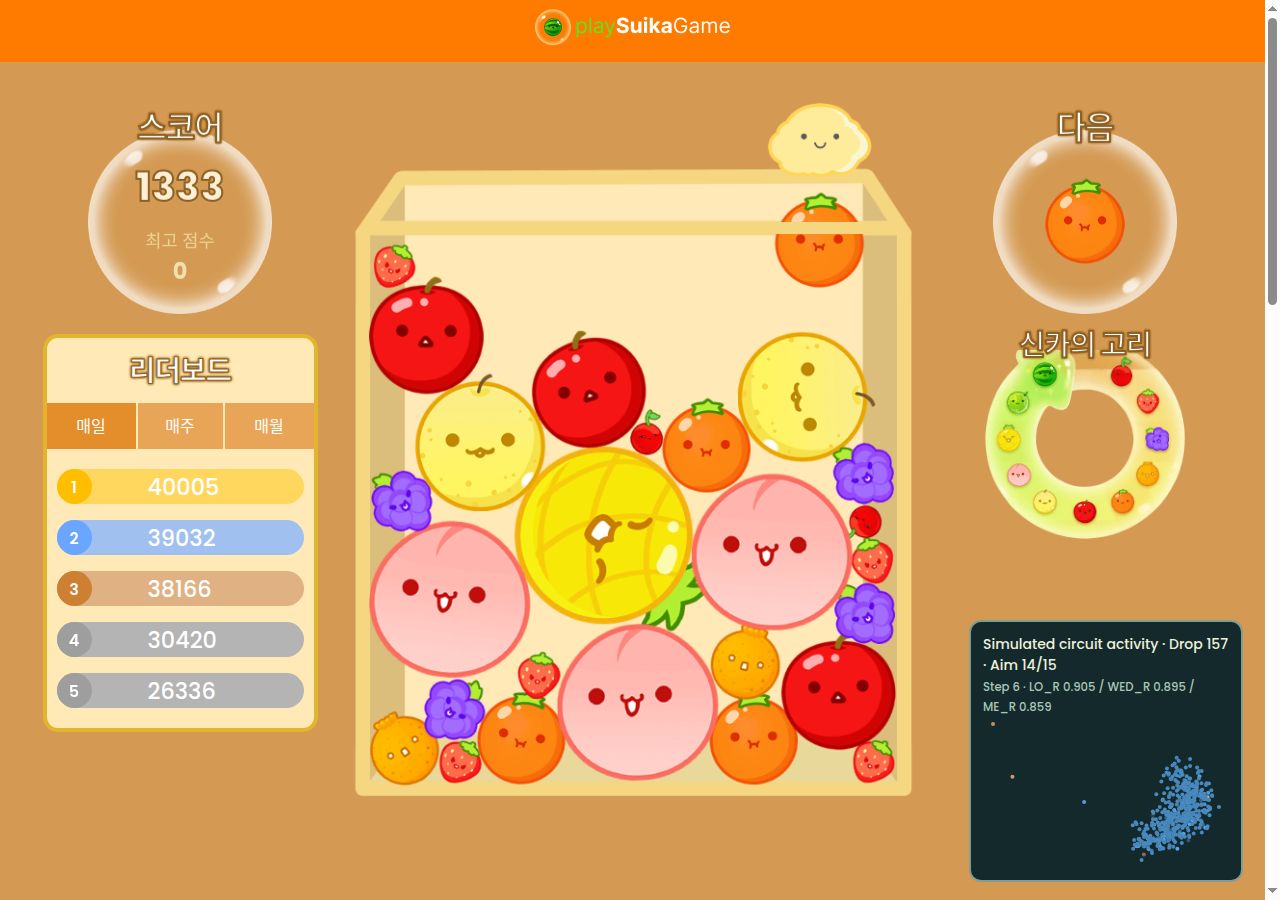 playSuikaGame
스코어
1333
최고 점수
0
다음
신카의 고리
리더보드
매일 매주 매월
1 40005
2 39032
3 38166
4 30420
5 26336
Simulated circuit activity · Drop 157
· Aim 14/15
Step 6 · LO_R 0.905 / WED_R 0.895 /
ME_R 0.859